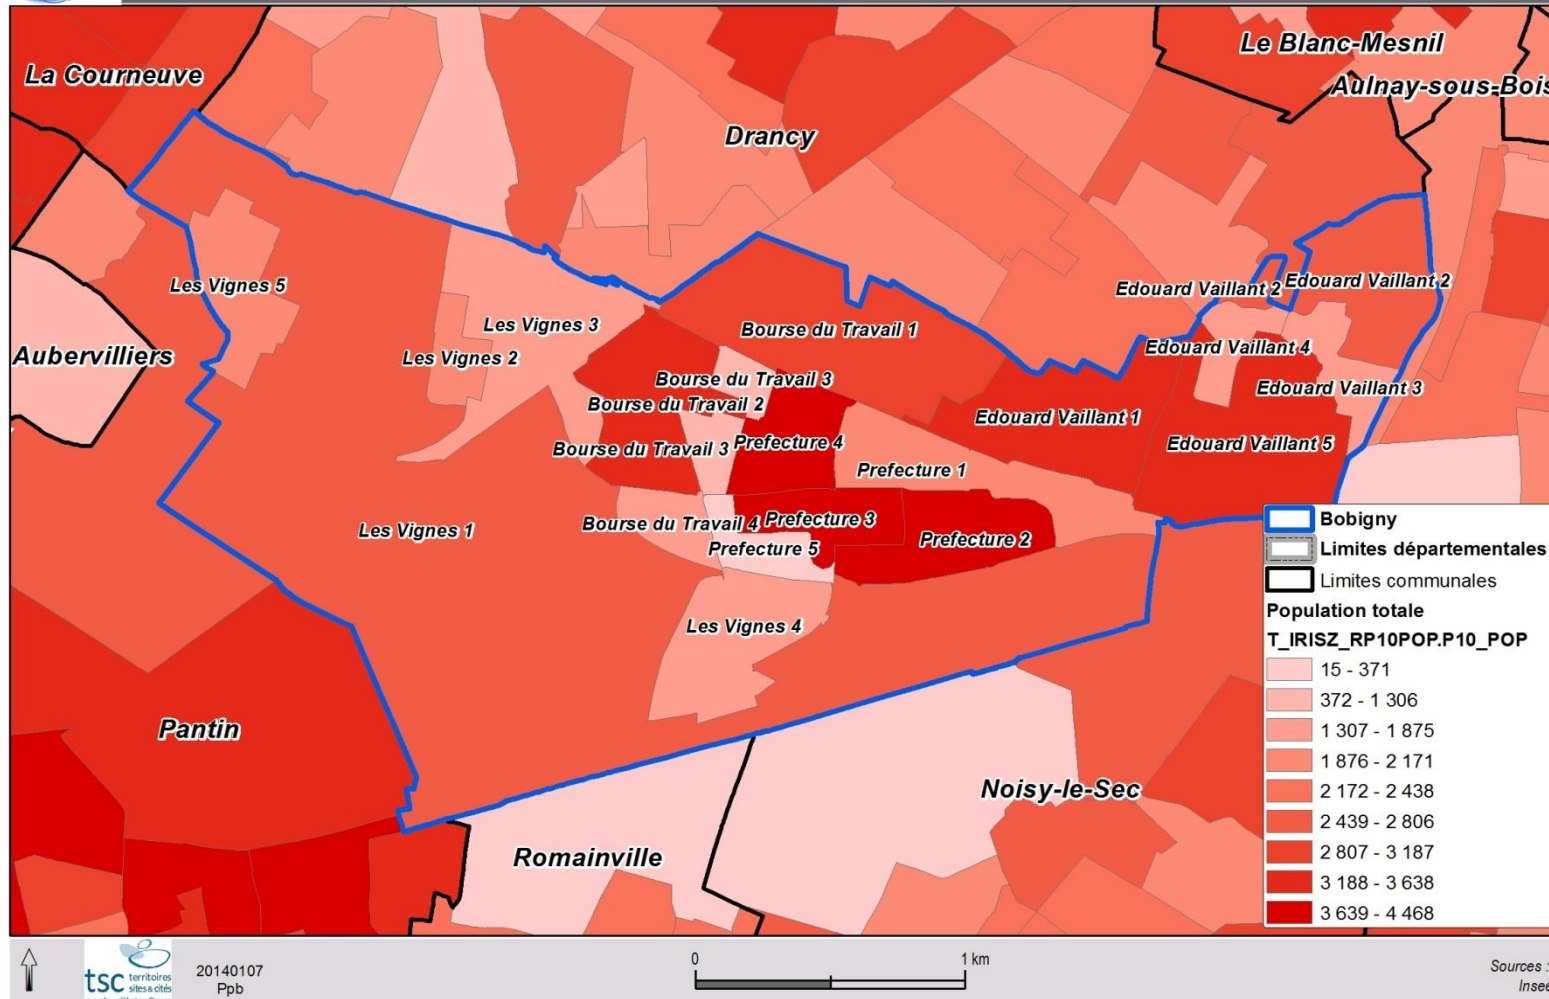 La Courneuve
Le Blanc-Mesnil
Aulnay-sous-Bois
Drancy
Les Vignes 5
Edouard Vaillant 2
Edouard Vaillant 2
Les Vignes 3
Bourse du Travail 1
Aubervilliers
Les Vignes 2
Edouard Vaillant 4
Bourse du Travail 3
Edouard Vaillant 3
Bourse du Travail 2
Edouard Vaillant 1
Prefecture 4
Edouard Vaillant 5
Bourse du Travail 3
Prefecture 1
Les Vignes 1
Bourse du Travail 4
Prefecture 3
Prefecture 2
Prefecture 5
Les Vignes 4
Pantin
Noisy-le-Sec
Romainville
Bobigny
Limites départementales
Limites communales
Population totale
T_IRISZ_RP10POP.P10_POP
15 - 371
372 - 1 306
1 307 - 1 875
1 876 - 2 171
2 172 - 2 438
2 439 - 2 806
2 807 - 3 187
3 188 - 3 638
3 639 - 4 468
tsc territoires
sites & cités
20140107
Ppb
0 1 km
Sources :
Insee